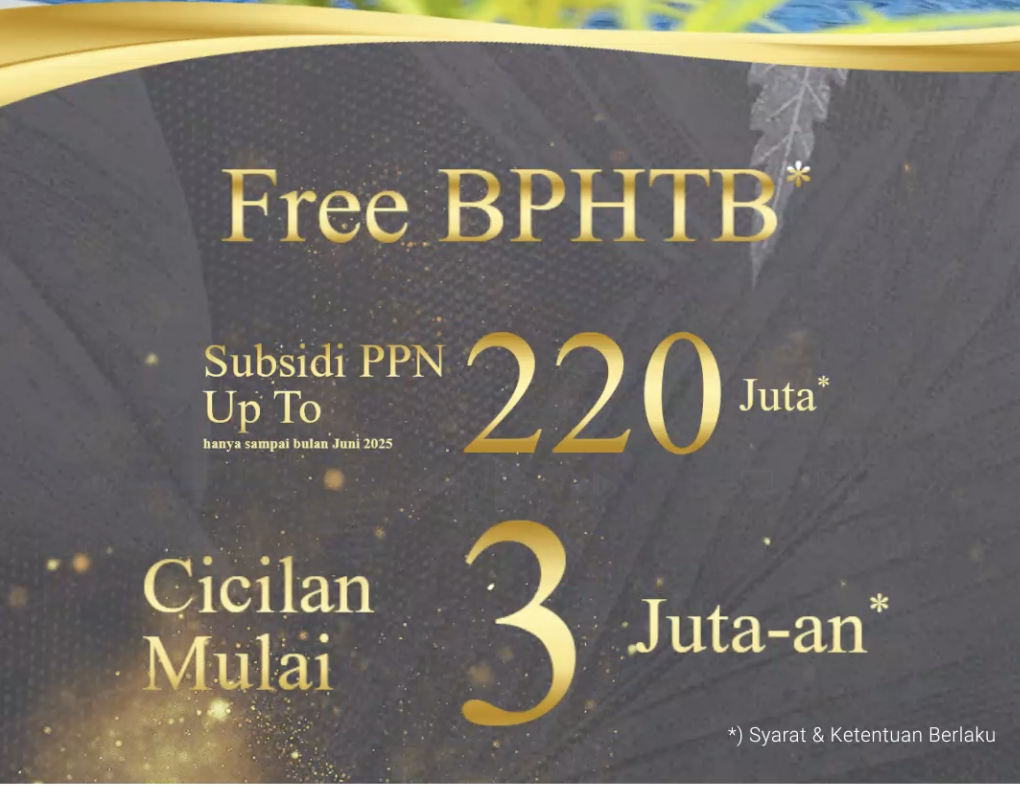 Free BPHTB*
Subsidi PPN
Up To
hanya sampai bulan Juni 2025
220 Juta*
Cicilan
Mulai
3 Juta-an*
*) Syarat & Ketentuan Berlaku